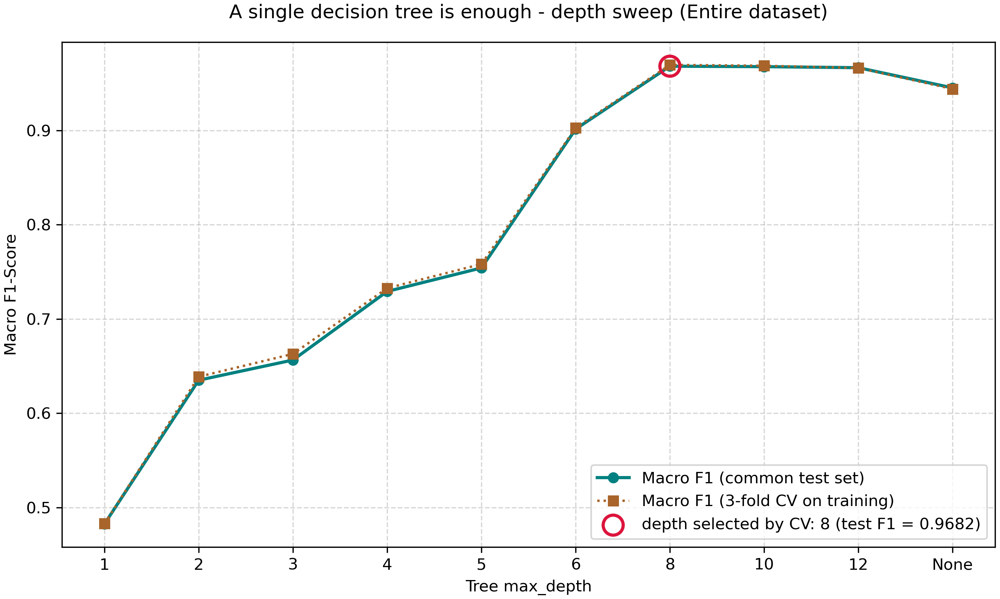 A single decision tree is enough - depth sweep (Entire dataset)
Macro F1-Score
0.9
0.8
0.7
0.6
0.5
Macro F1 (common test set)
Macro F1 (3-fold CV on training)
depth selected by CV: 8 (test F1 = 0.9682)
1 2 3 4 5 6 8 10 12 None
Tree max_depth